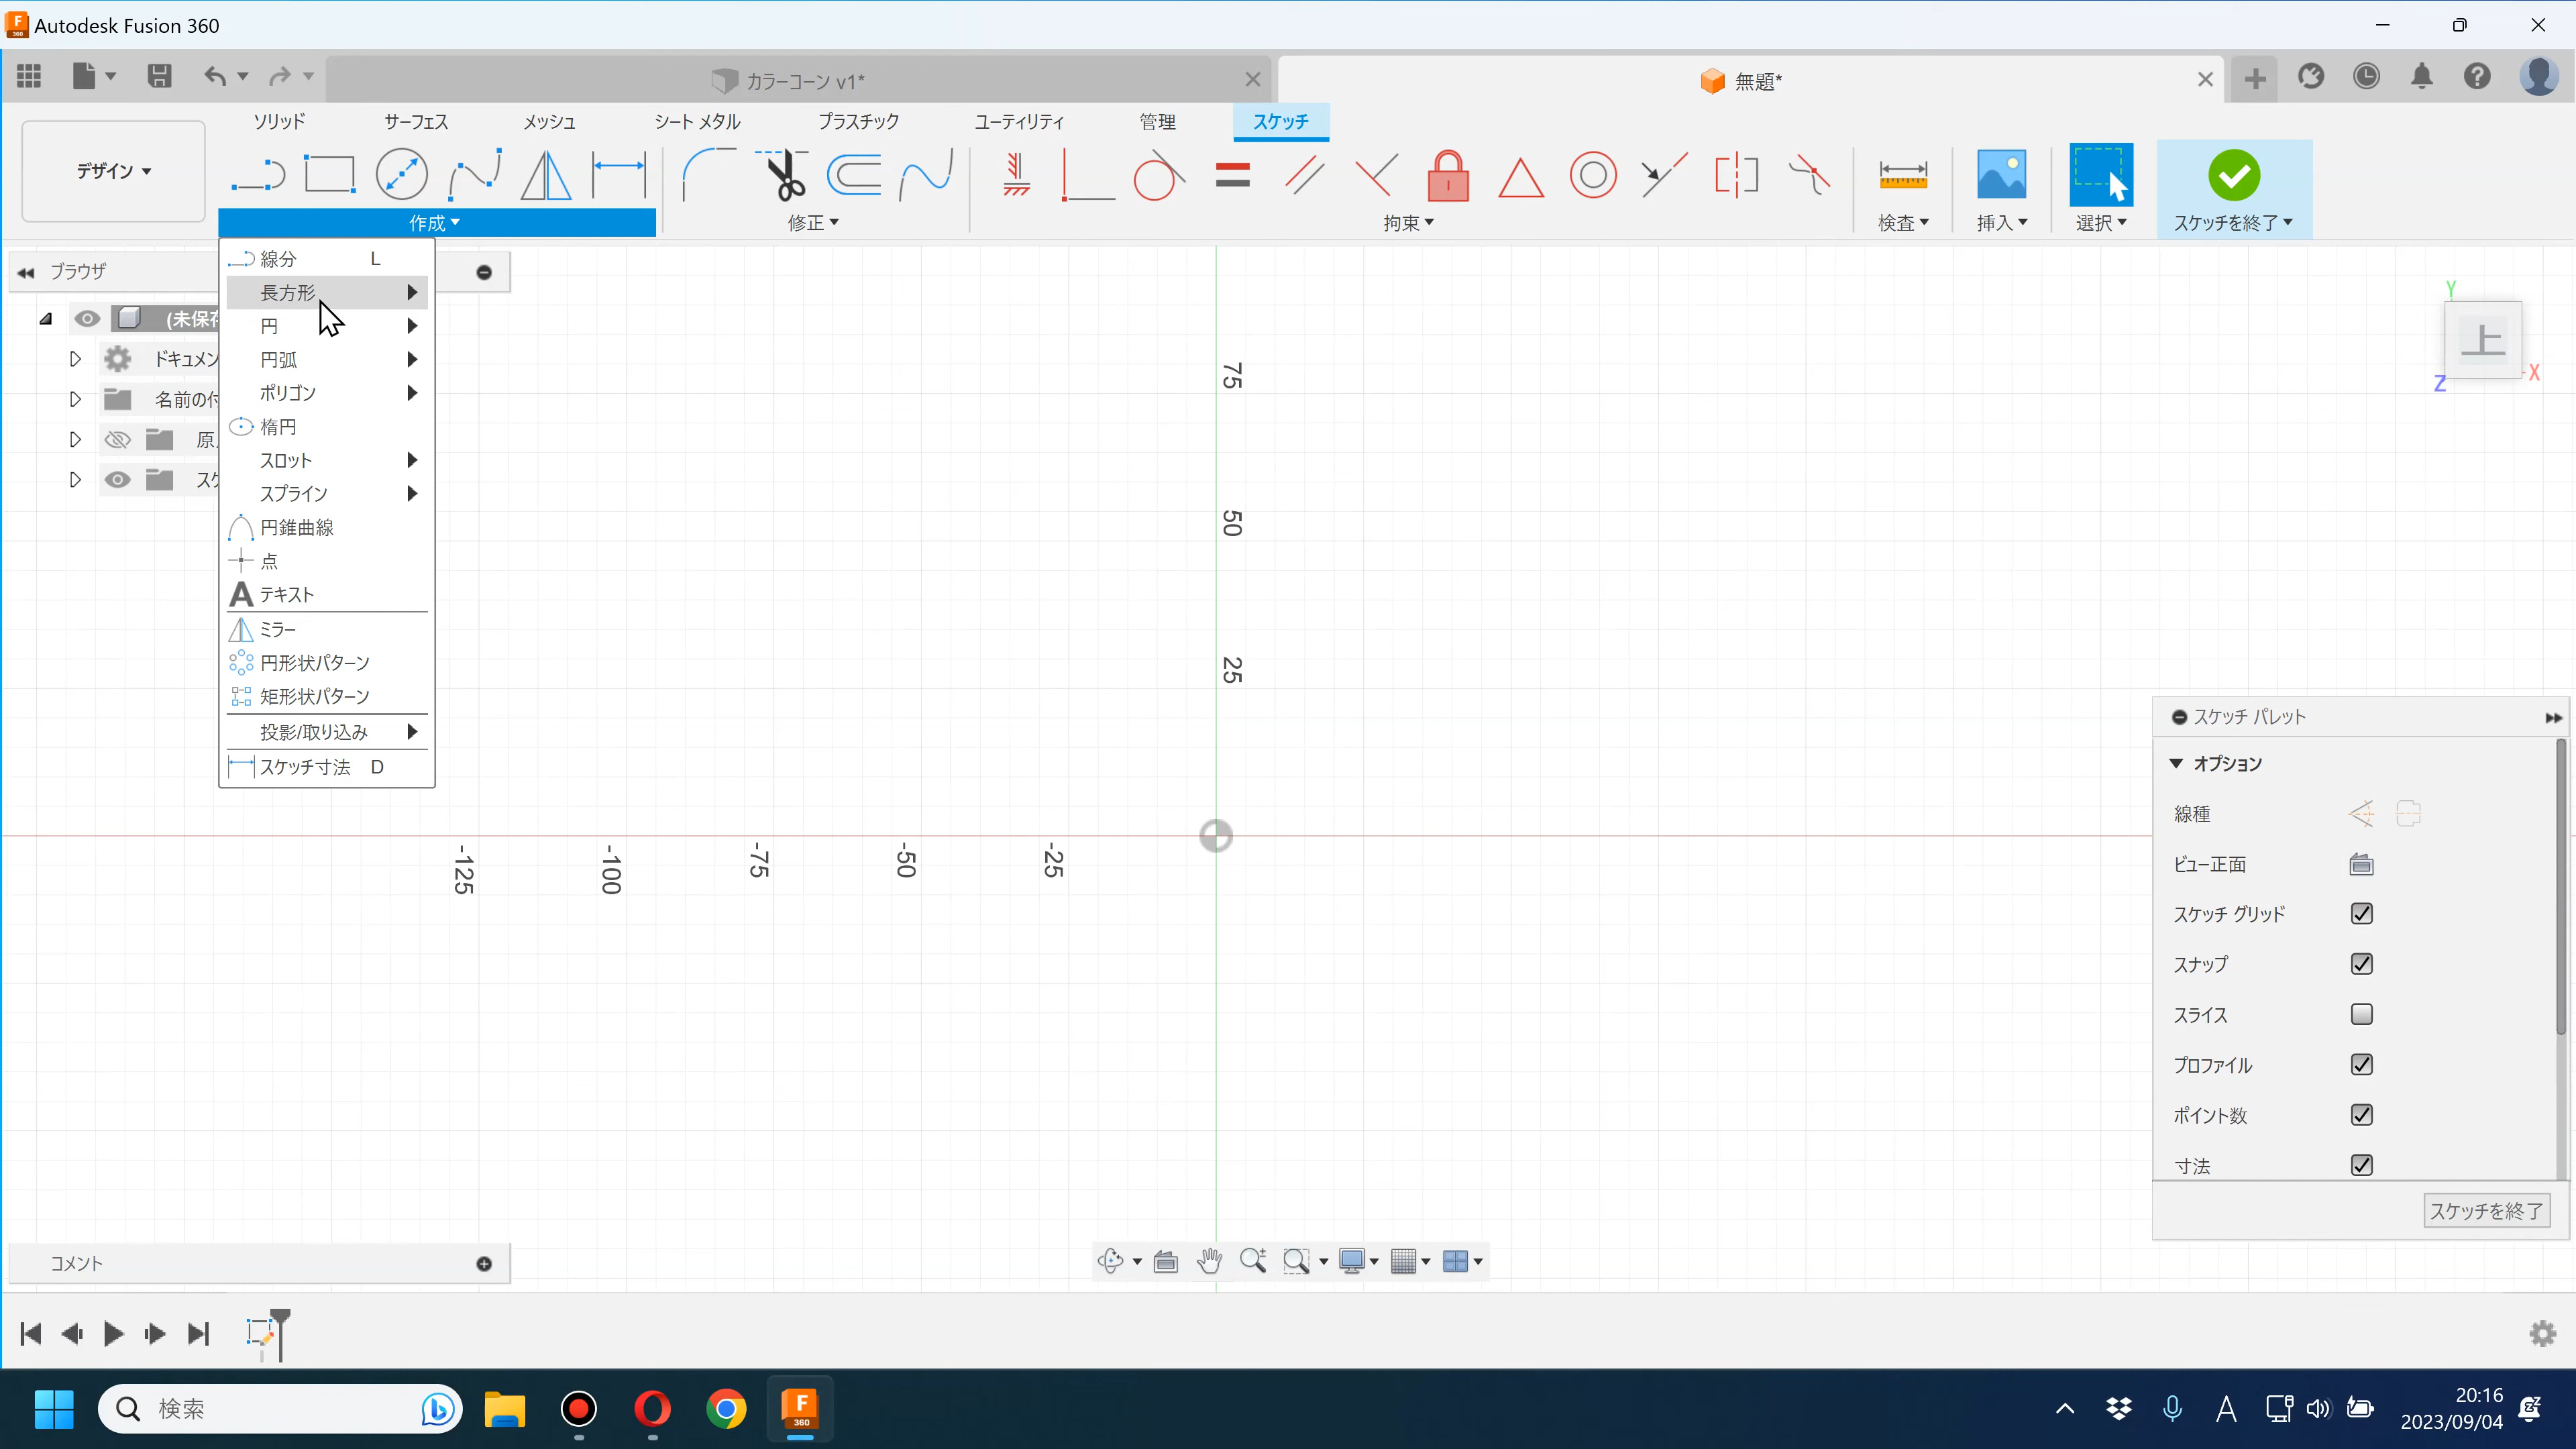 Autodesk Fusion 360
カラーコーン v1*
無題*
ソリッド サーフェス メッシュ シート メタル プラスチック ユーティリティ 管理 スケッチ
デザイン
作成 修正 拘束 検査 挿入 選択 スケッチを終了
ブラウザ
(未保存
ドキュメン
名前の付
原
スケ
線分 L
長方形
円
円弧
ポリゴン
楕円
スロット
スプライン
円錐曲線
点
テキスト
ミラー
円形状パターン
矩形状パターン
投影/取り込み
スケッチ寸法 D
75
50
25
-125 -100 -75 -50 -25
Y
上
X
Z
スケッチ パレット
オプション
線種
ビュー正面
スケッチ グリッド
スナップ
スライス
プロファイル
ポイント数
寸法
スケッチを終了
コメント
検索
F
360
A
20:16
2023/09/04